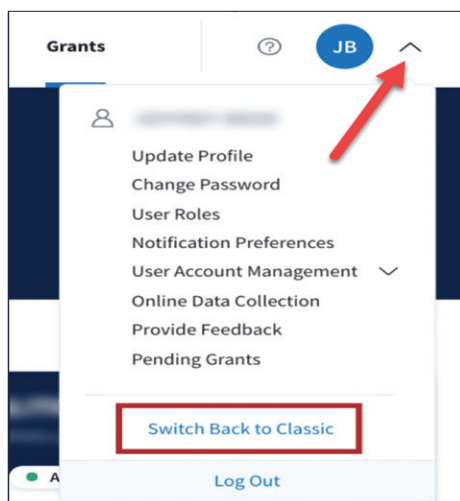 Grants
JB
Update Profile
Change Password
User Roles
Notification Preferences
User Account Management
Online Data Collection
Provide Feedback
Pending Grants
Switch Back to Classic
A
Log Out